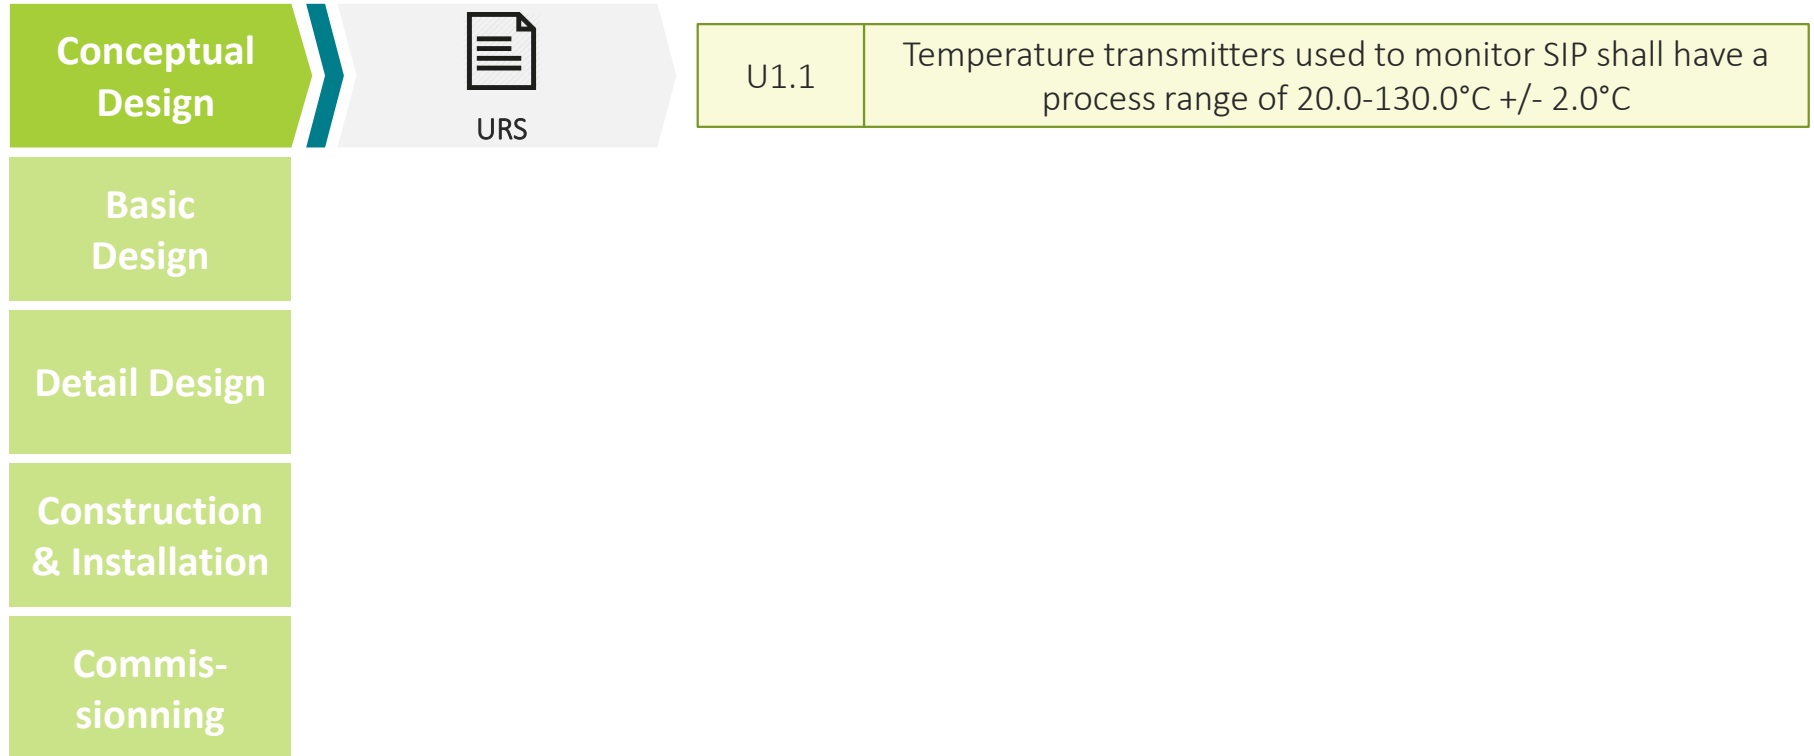 Conceptual
Design
URS
U1.1
Temperature transmitters used to monitor SIP shall have a
process range of 20.0-130.0°C +/- 2.0°C
Basic
Design
Detail Design
Construction
& Installation
Commis-
sionning